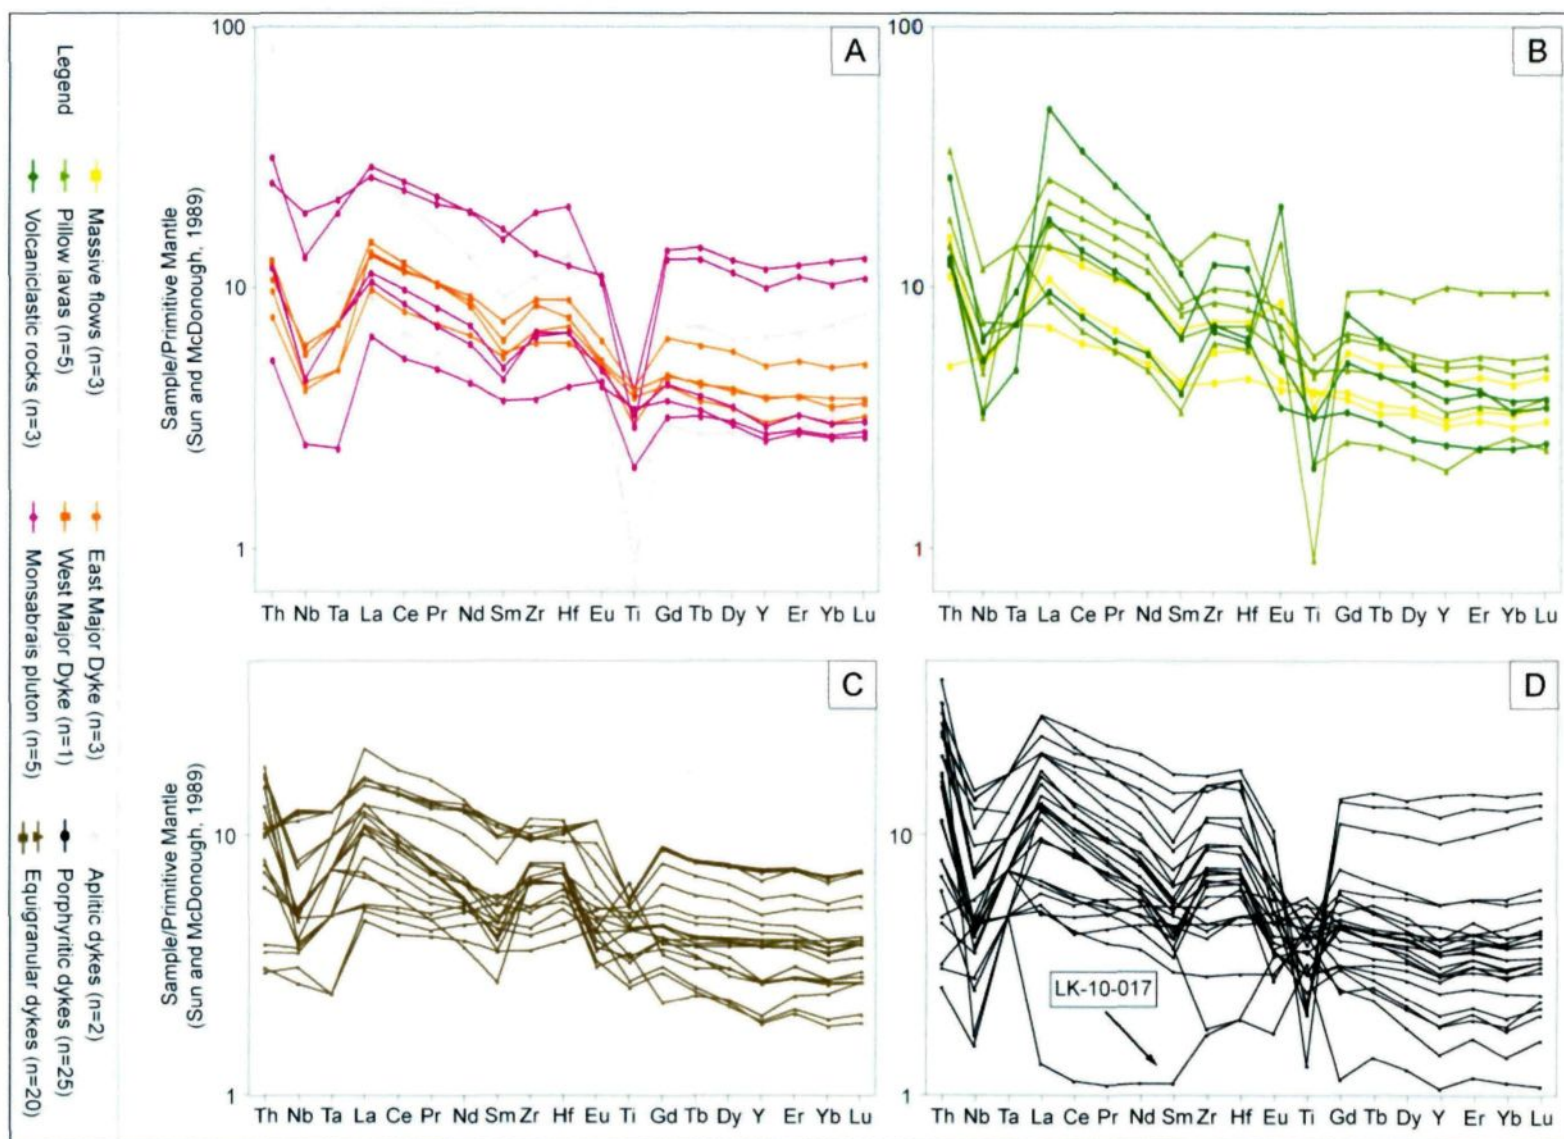 Legend
Massive flows (n=3)
Pillow lavas (n=5)
Volcaniclastic rocks (n=3)
East Major Dyke (n=3)
West Major Dyke (n=1)
Monsabrais pluton (n=5)
Aplitic dykes (n=2)
Porphyritic dykes (n=25)
Equigranular dykes (n=20)
A
100
10
1
Sample/Primitive Mantle
(Sun and McDonough, 1989)
Th Nb Ta La Ce Pr Nd Sm Zr Hf Eu Ti Gd Tb Dy Y Er Yb Lu
B
100
10
1
Th Nb Ta La Ce Pr Nd Sm Zr Hf Eu Ti Gd Tb Dy Y Er Yb Lu
C
10
1
Sample/Primitive Mantle
(Sun and McDonough, 1989)
Th Nb Ta La Ce Pr Nd Sm Zr Hf Eu Ti Gd Tb Dy Y Er Yb Lu
D
10
1
LK-10-017
Th Nb Ta La Ce Pr Nd Sm Zr Hf Eu Ti Gd Tb Dy Y Er Yb Lu